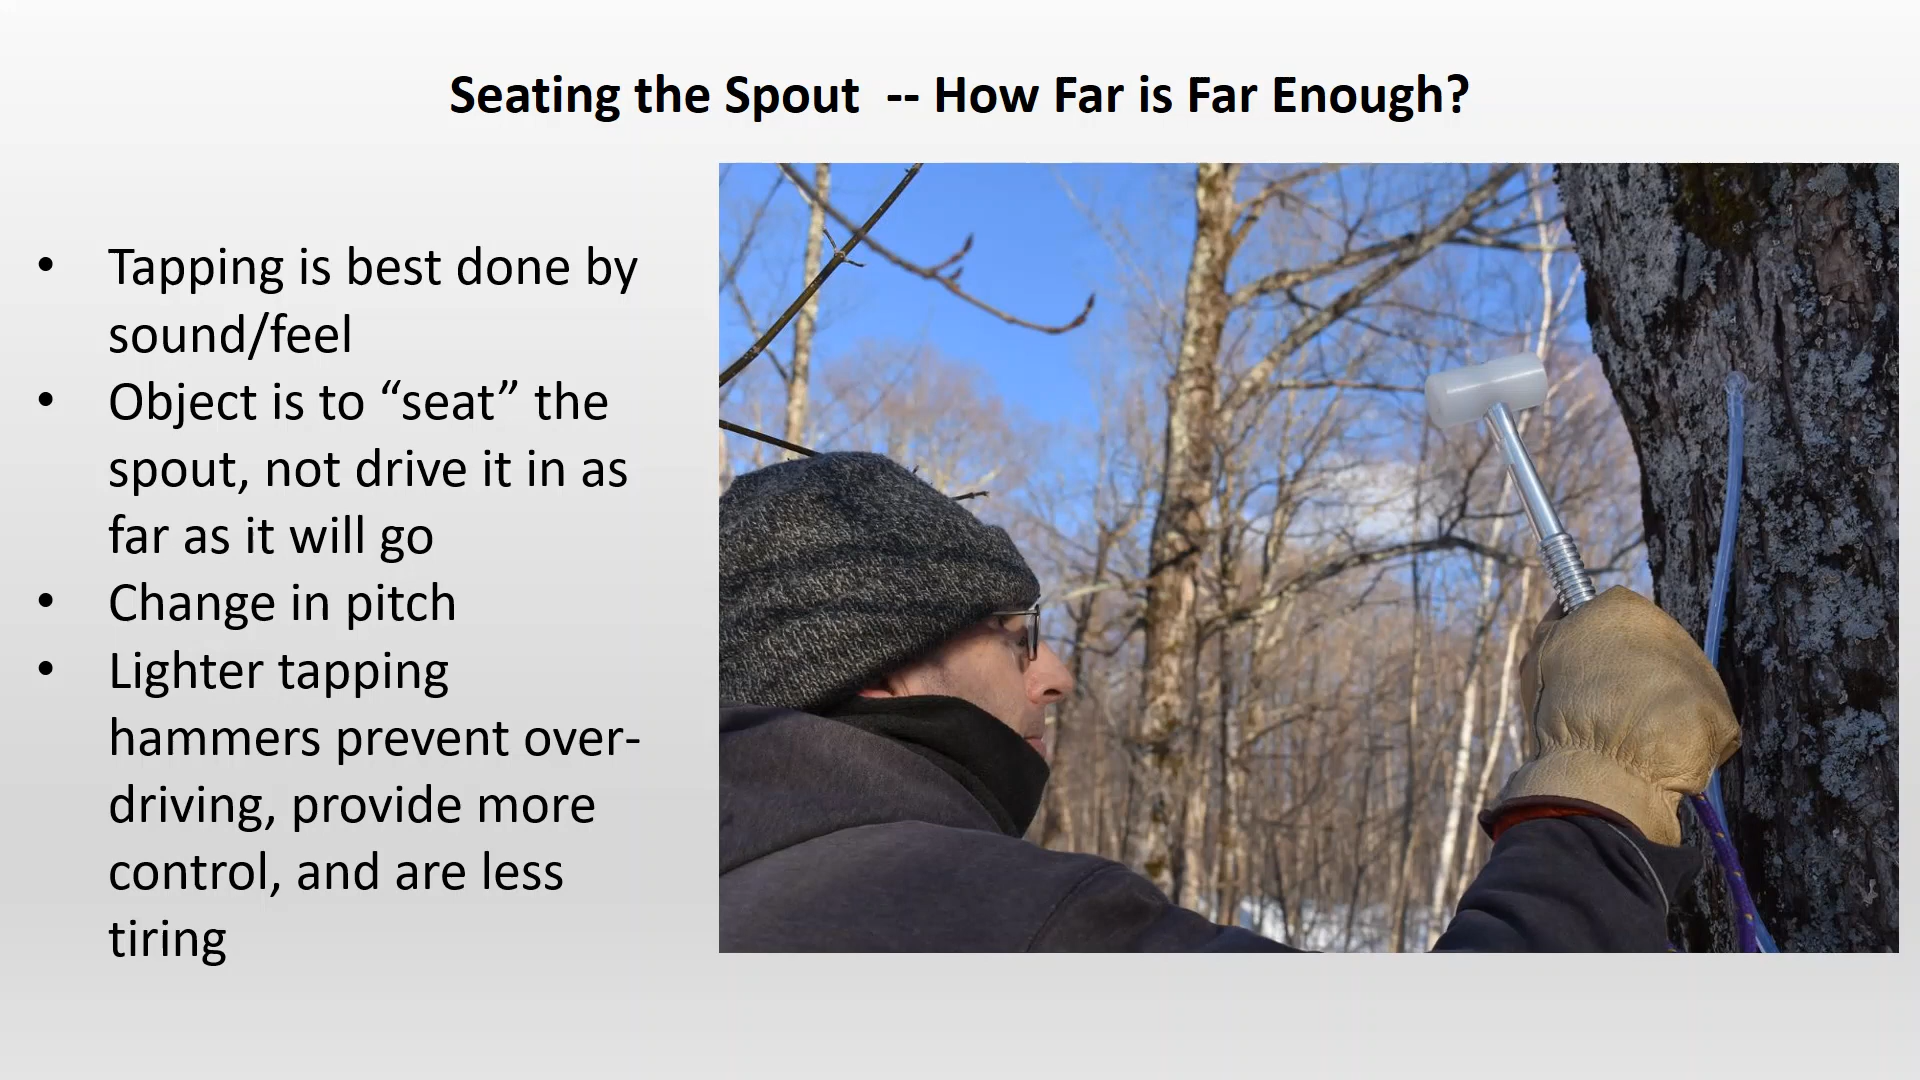 Seating the Spout -- How Far is Far Enough?
• Tapping is best done by
sound/feel
• Object is to “seat” the
spout, not drive it in as
far as it will go
• Change in pitch
• Lighter tapping
hammers prevent over-
driving, provide more
control, and are less
tiring